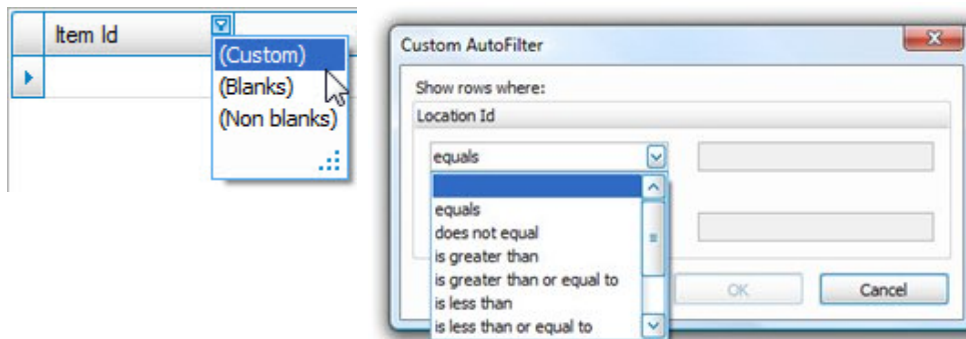 Item Id
(Custom)
(Blanks)
(Non blanks)
Custom AutoFilter
Show rows where:
Location Id
equals
equals
does not equal
is greater than
is greater than or equal to
is less than
is less than or equal to
OK
Cancel